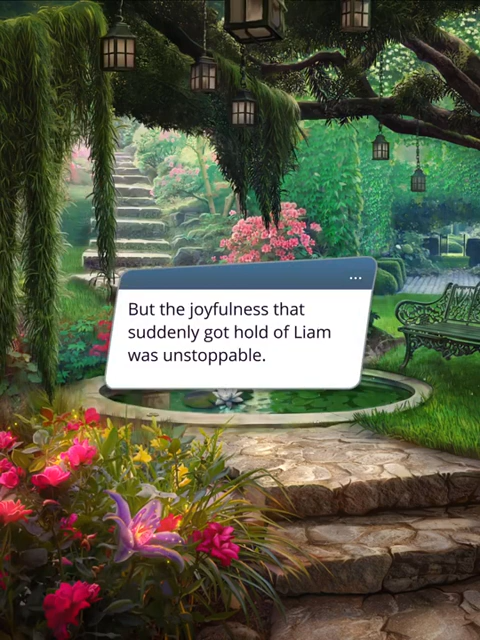 ...
But the joyfulness that
suddenly got hold of Liam
was unstoppable.